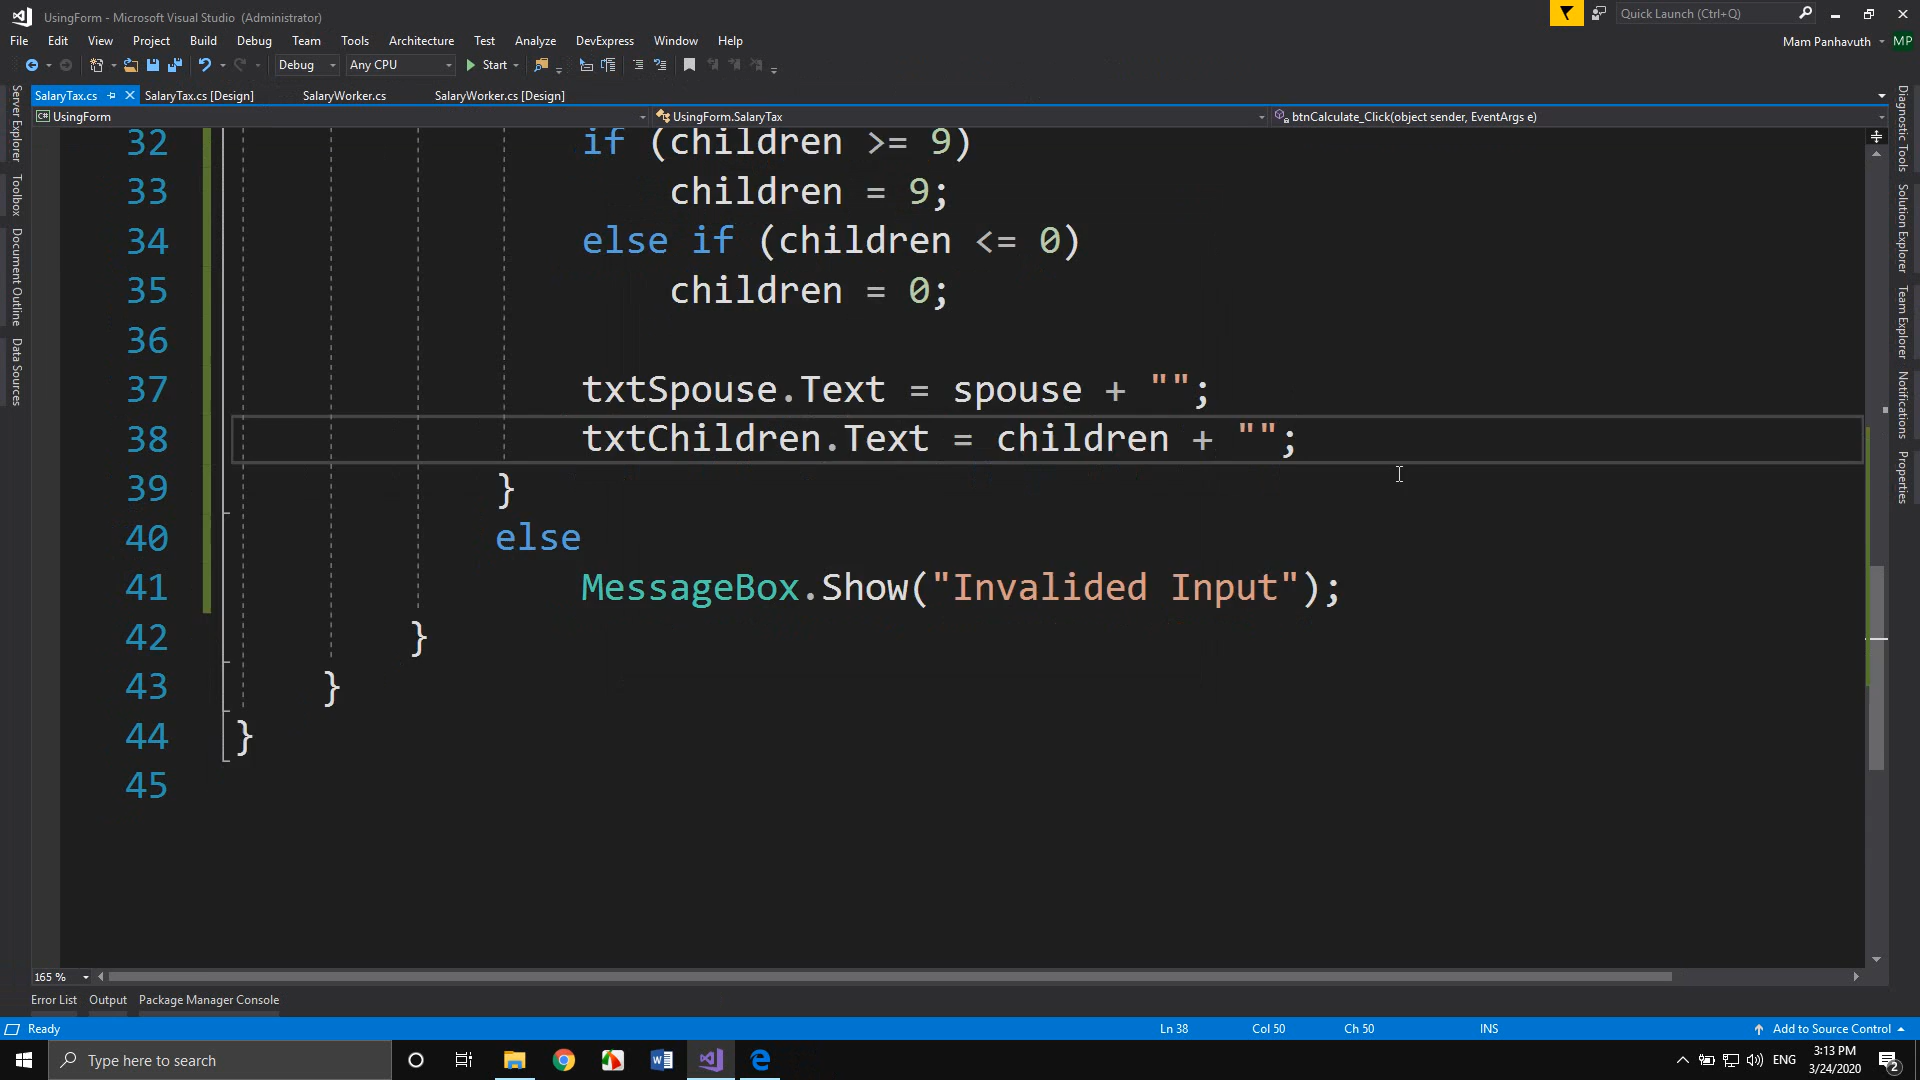 UsingForm - Microsoft Visual Studio (Administrator)
Quick Launch (Ctrl+Q)
File Edit View Project Build Debug Team Tools Architecture Test Analyze DevExpress Window Help
Mam Panhavuth MP
Debug Any CPU Start
SalaryTax.cs SalaryTax.cs [Design] SalaryWorker.cs SalaryWorker.cs [Design]
UsingForm UsingForm.SalaryTax btnCalculate_Click(object sender, EventArgs e)
Server Explorer
Toolbox
Document Outline
Data Sources
32 if (children >= 9)
33 children = 9;
34 else if (children <= 0)
35 children = 0;
36
37 txtSpouse.Text = spouse + "";
38 txtChildren.Text = children + "";
39 }
40 else
41 MessageBox.Show("Invalided Input");
42 }
43 }
44 }
45
Diagnostic Tools
Solution Explorer
Team Explorer
Notifications
Properties
165 %
Error List Output Package Manager Console
Ready Ln 38 Col 50 Ch 50 INS Add to Source Control
Type here to search
ENG
3:13 PM
3/24/2020
2